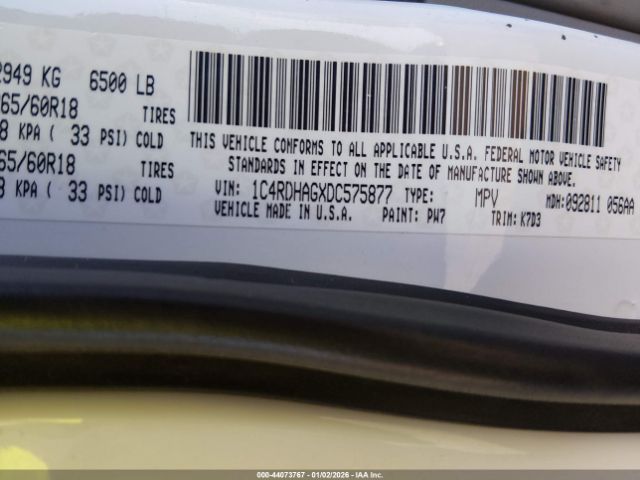 2949 KG 6500 LB
265/60R18 TIRES
8 KPA ( 33 PSI) COLD
65/60R18 TIRES
8 KPA ( 33 PSI) COLD
THIS VEHICLE CONFORMS TO ALL APPLICABLE U.S.A. FEDERAL MOTOR VEHICLE SAFETY
STANDARDS IN EFFECT ON THE DATE OF MANUFACTURE SHOWN ABOVE.
VIN: 1C4RDHAGXDC575877 TYPE: MPV MDH:092811 056AA
VEHICLE MADE IN U.S.A. PAINT: PW7 TRIM: K7D3
000-44073767 - 01/02/2026 - IAAI Inc.